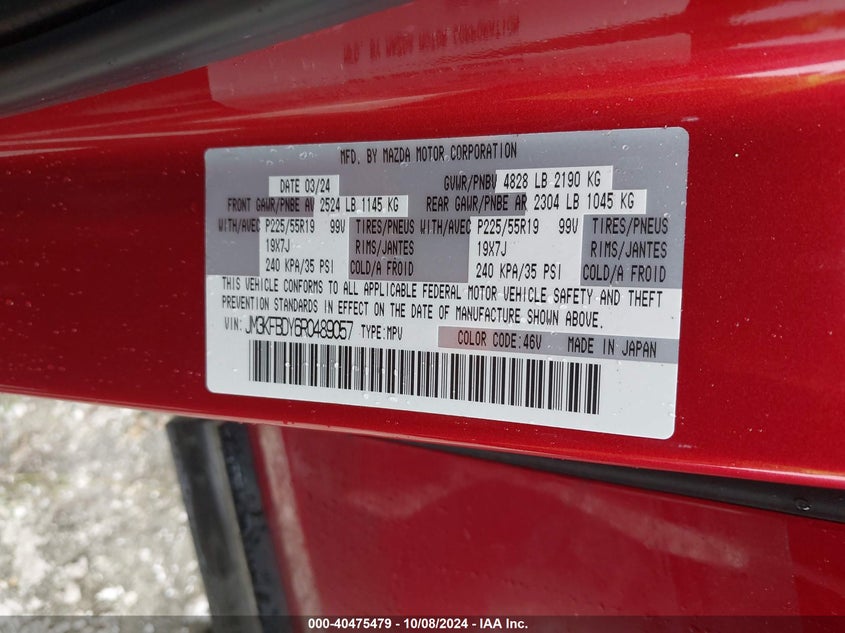 MFD. BY MAZDA MOTOR CORPORATION
DATE 03/24 GVWR/PNBV 4828 LB 2190 KG
FRONT GAWR/PNBE AV 2524 LB 1145 KG REAR GAWR/PNBE AR 2304 LB 1045 KG
WITH/AVEC P225/55R19 99V TIRES/PNEUS WITH/AVEC P225/55R19 99V TIRES/PNEUS
19X7J RIMS/JANTES 19X7J RIMS/JANTES
240 KPA/35 PSI COLD/A FROID 240 KPA/35 PSI COLD/A FROID
THIS VEHICLE CONFORMS TO ALL APPLICABLE FEDERAL MOTOR VEHICLE SAFETY AND THEFT
PREVENTION STANDARDS IN EFFECT ON THE DATE OF MANUFACTURE SHOWN ABOVE.
VIN: JM3KFBDY6R0489057 TYPE:MPV COLOR CODE:46V MADE IN JAPAN
000-40475479 - 10/08/2024 - IAA Inc.